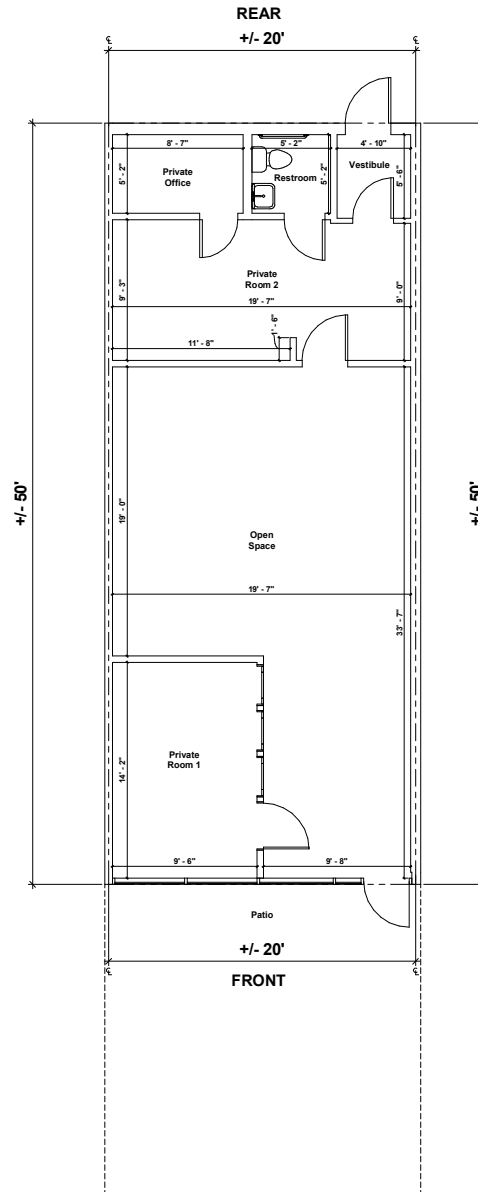 REAR
+/- 20'
8' - 7"
5' - 2"
4' - 10"
5' - 2"
Private
Office
Restroom
5' - 2"
Vestibule
5' - 6"
9' - 3"
Private
Room 2
19' - 7"
9' - 0"
1' - 6"
11' - 8"
+/- 50'
19' - 0"
Open
Space
19' - 7"
33' - 7"
+/- 50'
14' - 2"
Private
Room 1
9' - 6"
9' - 8"
Patio
+/- 20'
FRONT